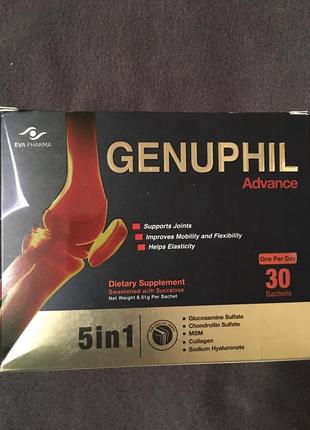 EVA PHARMA
GENUPHIL
Advance
Supports Joints
Improves Mobility and Flexibility
Helps Elasticity
Dietary Supplement
Sweetened with Sucralose
Net Weight 6.51g Per Sachet
One Per Day
30
Sachets
5in1
Glucosamine Sulfate
Chondroitin Sulfate
MSM
Collagen
Sodium Hyaluronate